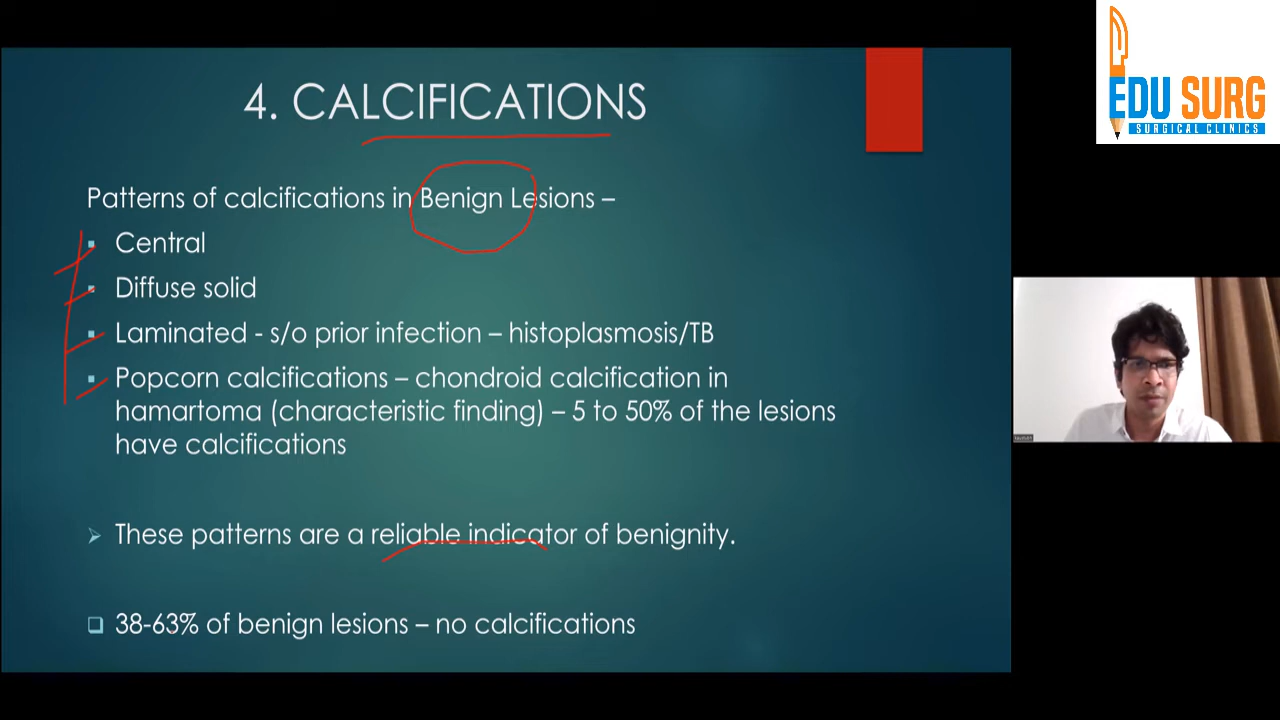 EDU SURG
SURGICAL CLINICS
4. CALCIFICATIONS
Patterns of calcifications in Benign Lesions –
Central
Diffuse solid
Laminated - s/o prior infection – histoplasmosis/TB
Popcorn calcifications – chondroid calcification in
hamartoma (characteristic finding) – 5 to 50% of the lesions
have calcifications
These patterns are a reliable indicator of benignity.
38-63% of benign lesions – no calcifications